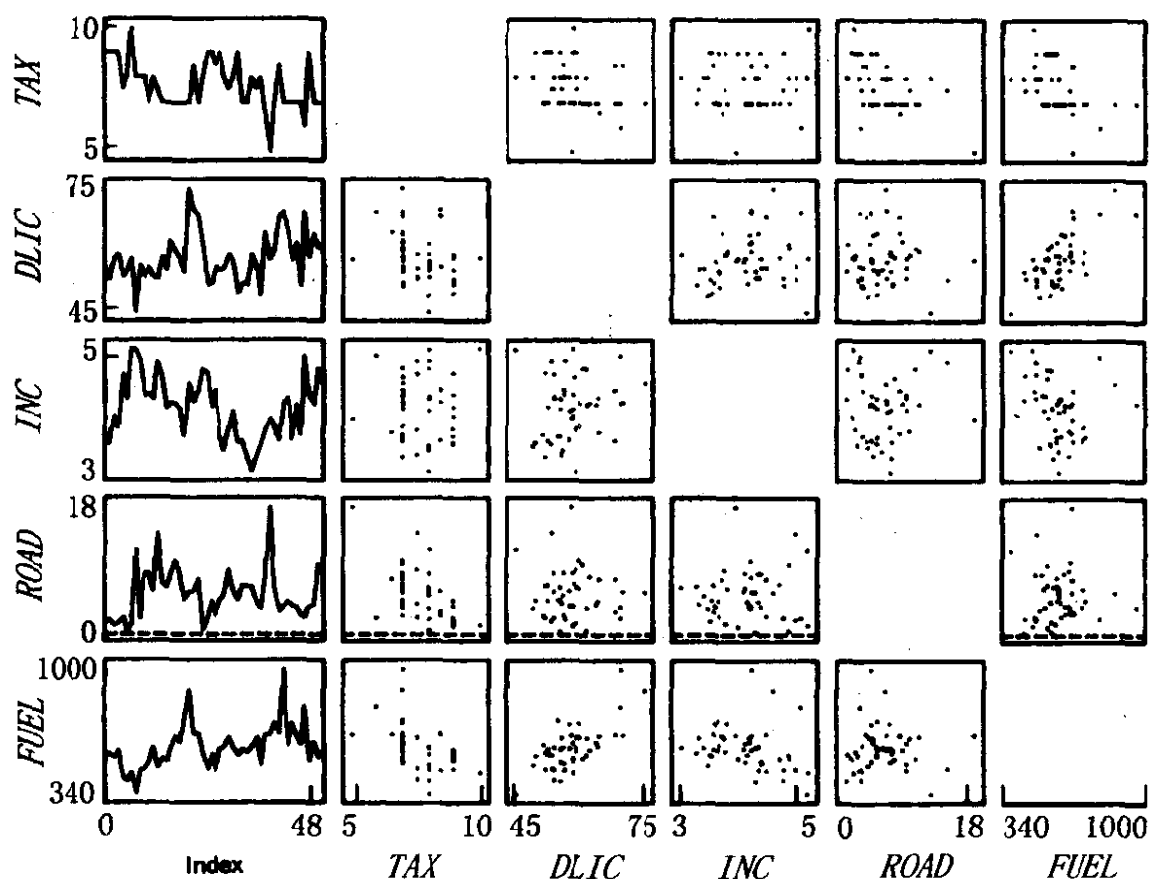 10
TAX
5
75
DLIC
45
5
INC
3
18
ROAD
0
1000
FUEL
340
0 48 5 10 45 75 3 5 0 18 340 1000
Index TAX DLIC INC ROAD FUEL